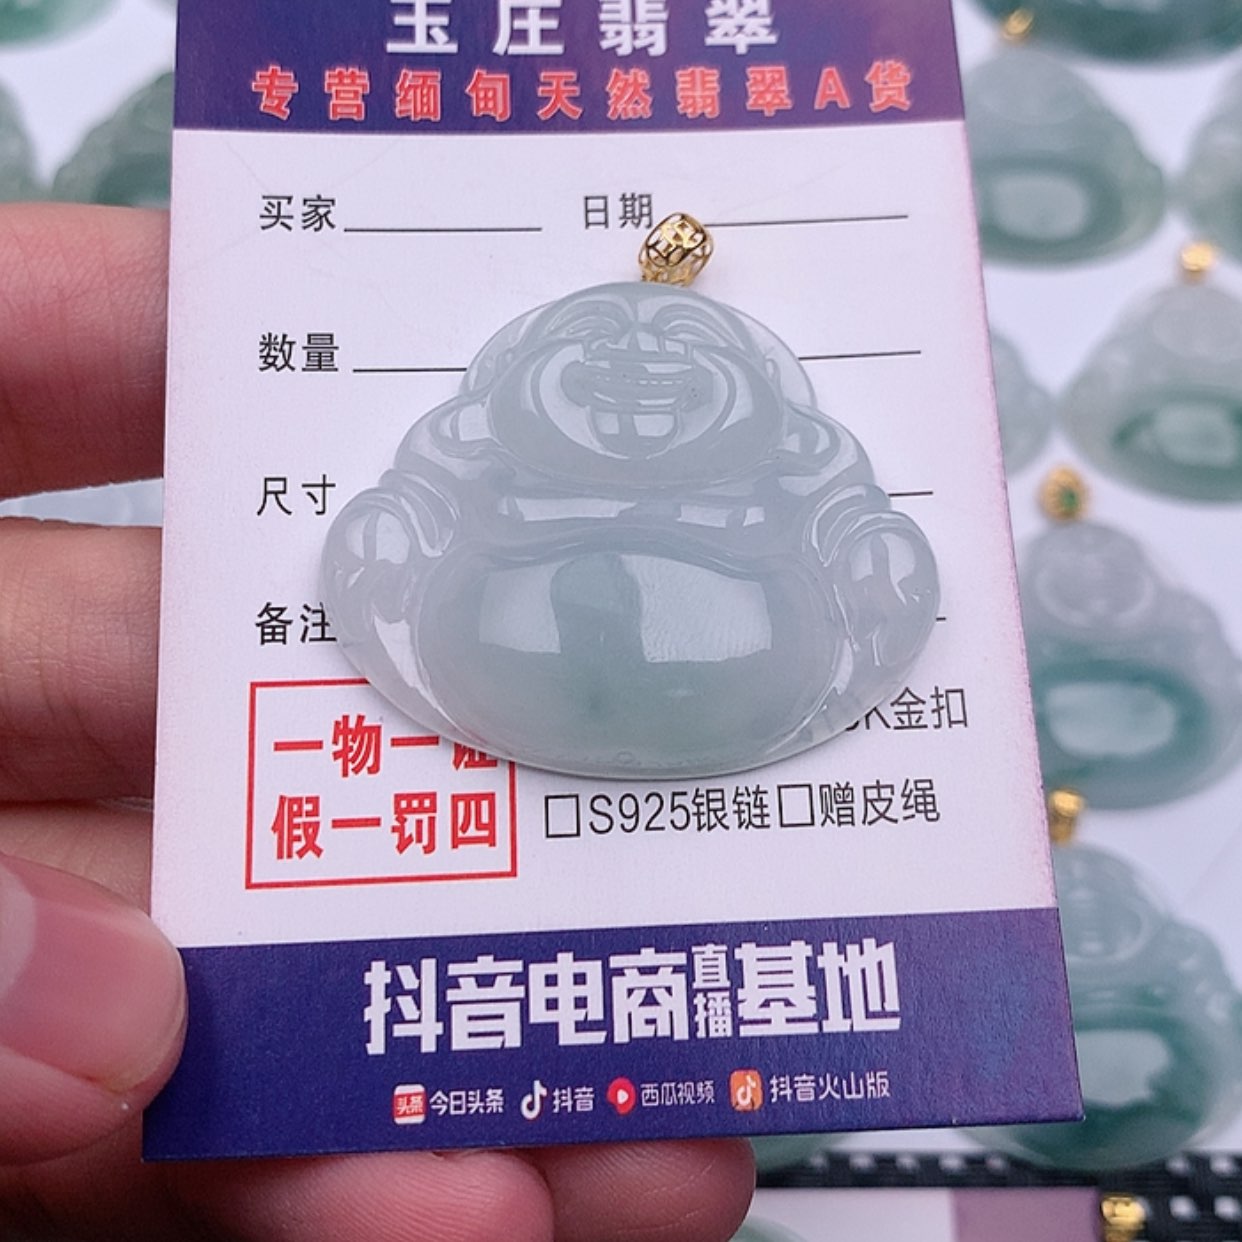 玉庄翡翠
专营缅甸天然翡翠A货
买家 日期
数量
尺寸
备注
一物一证
假一罚四
K金扣
□S925银链□赠皮绳
抖音电商直播基地
头条 今日头条 抖音 西瓜视频 抖音火山版